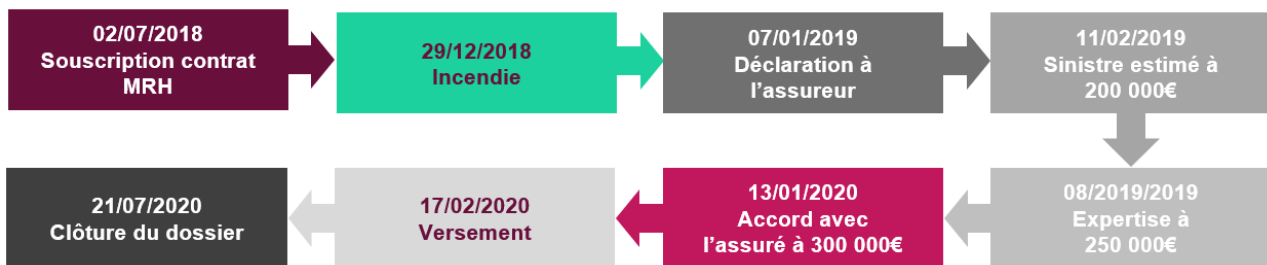 02/07/2018
Souscription contrat
MRH
29/12/2018
Incendie
07/01/2019
Déclaration à
l'assureur
11/02/2019
Sinistre estimé à
200 000€
08/2019/2019
Expertise à
250 000€
13/01/2020
Accord avec
l'assuré à 300 000€
17/02/2020
Versement
21/07/2020
Clôture du dossier